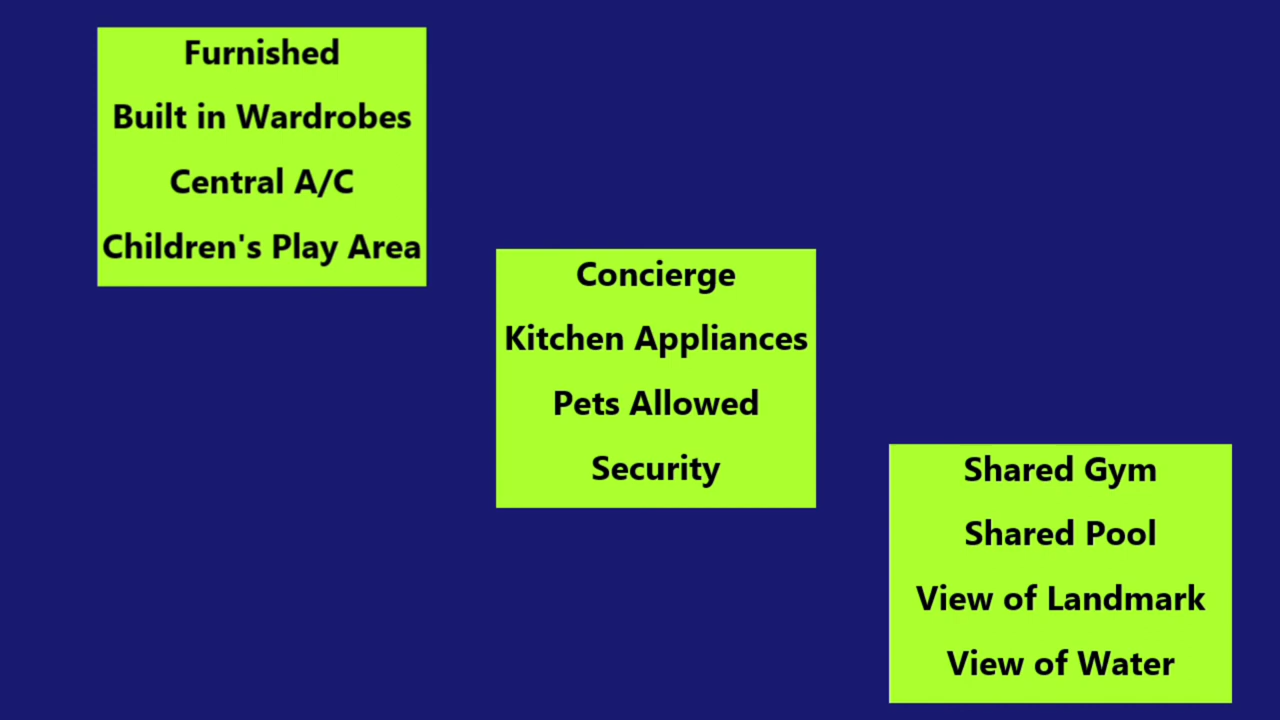 Furnished
Built in Wardrobes
Central A/C
Children's Play Area
Concierge
Kitchen Appliances
Pets Allowed
Security
Shared Gym
Shared Pool
View of Landmark
View of Water